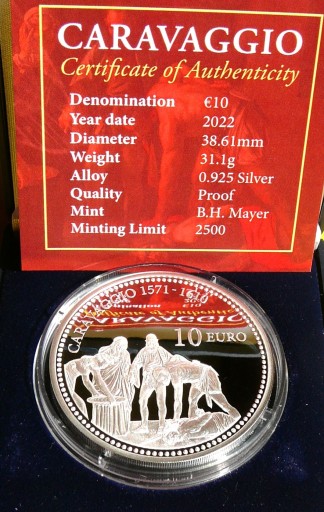 CARAVAGGIO
Certificate of Authenticity
Denomination €10
Year date 2022
Diameter 38.61mm
Weight 31.1g
Alloy 0.925 Silver
Quality Proof
Mint B.H. Mayer
Minting Limit 2500
CARAVAGGIO 1571 - 1610
10 EURO